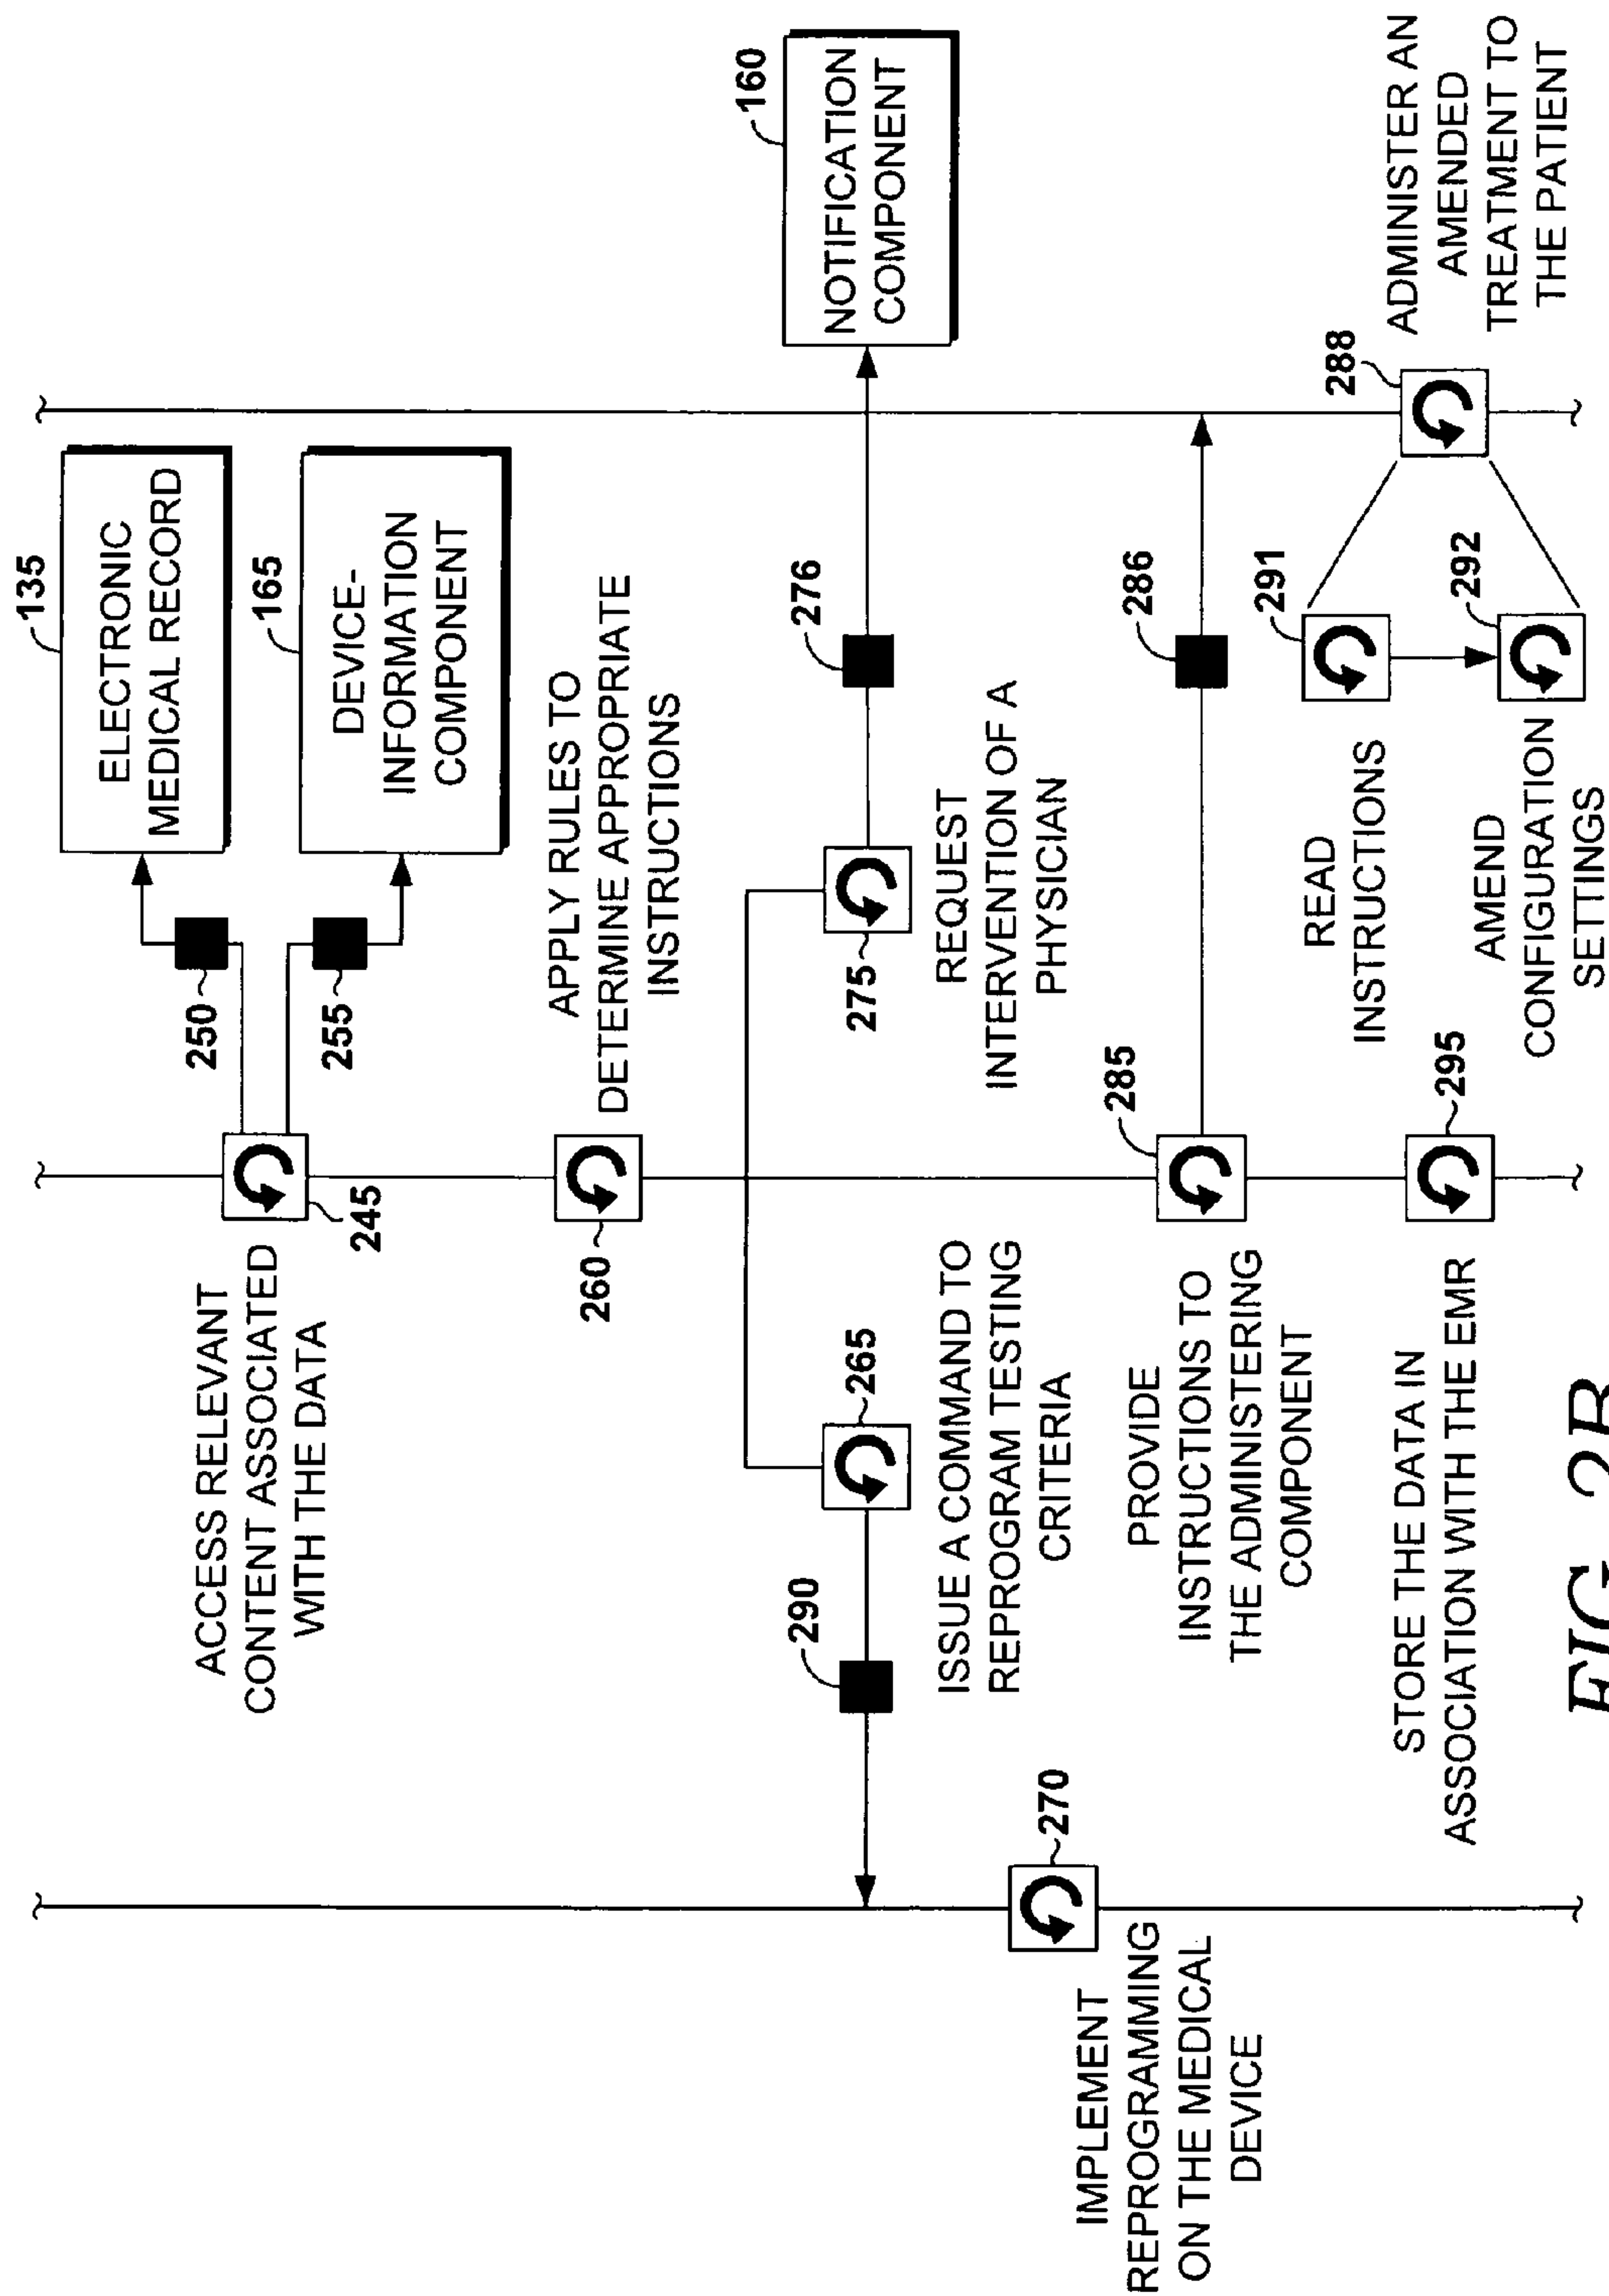 135
ELECTRONIC
MEDICAL RECORD
165
DEVICE-
INFORMATION
COMPONENT
250
255
ACCESS RELEVANT
CONTENT ASSOCIATED
WITH THE DATA
245
APPLY RULES TO
DETERMINE APPROPRIATE
INSTRUCTIONS
260
160
NOTIFICATION
COMPONENT
276
275
REQUEST
INTERVENTION OF A
PHYSICIAN
265
ISSUE A COMMAND TO
REPROGRAM TESTING
CRITERIA
290
270
IMPLEMENT
REPROGRAMMING
ON THE MEDICAL
DEVICE
285
PROVIDE
INSTRUCTIONS TO
THE ADMINISTERING
COMPONENT
286
288
ADMINISTER AN
AMENDED
TREATMENT TO
THE PATIENT
291
READ
INSTRUCTIONS
292
AMEND
CONFIGURATION
SETTINGS
295
STORE THE DATA IN
ASSOCIATION WITH THE EMR
FIG. 2B